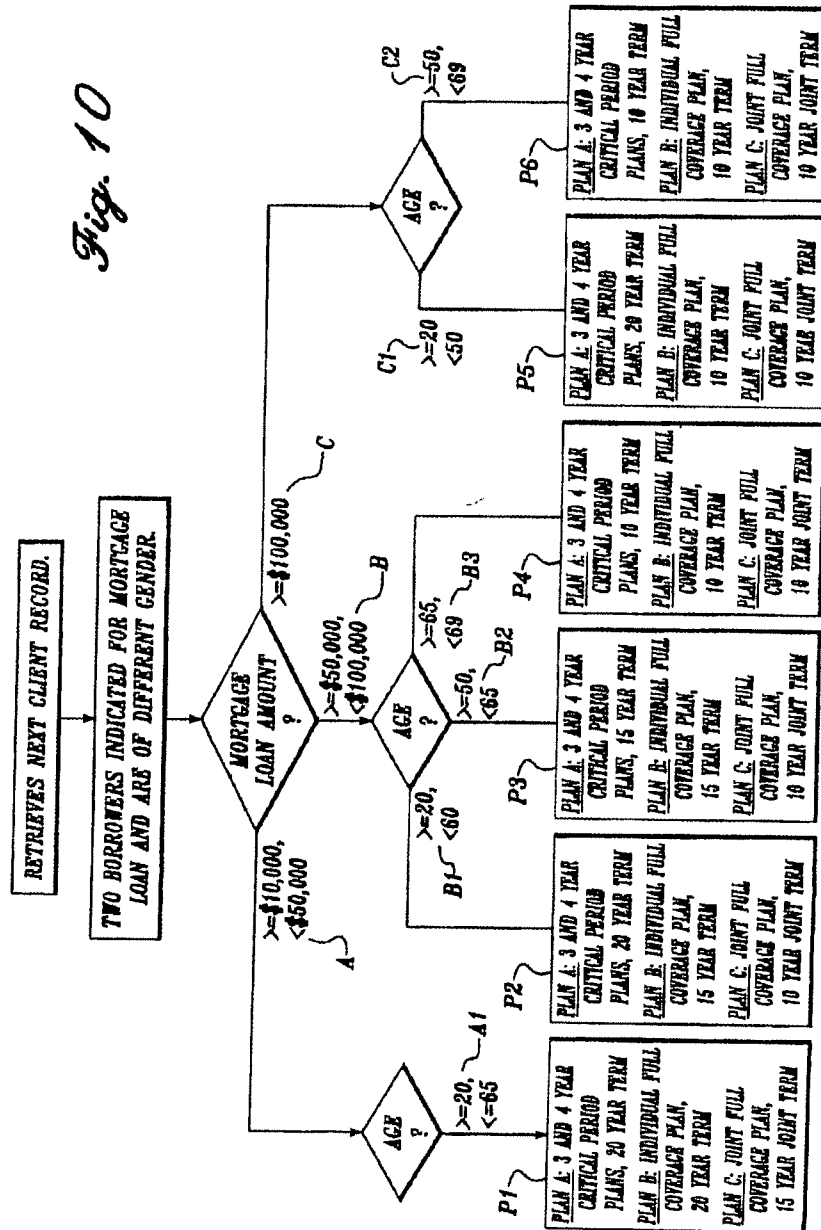 Fig. 10
RETRIEVES NEXT CLIENT RECORD.
TWO BORROWERS INDICATED FOR MORTGAGE
LOAN AND ARE OF DIFFERENT GENDER.
MORTGAGE
LOAN AMOUNT
?
>=$10,000,
<$50,000
A
>=$50,000,
<$100,000
B
>=$100,000
C
AGE
?
>=20,
<=65
A1
AGE
?
>=20,
<60
B1
>=50,
<65
B2
>=65,
<69
B3
AGE
?
>=20
<50
C1
>=50,
<69
C2
P1
PLAN A: 3 AND 4 YEAR
CRITICAL PERIOD
PLANS, 20 YEAR TERM
PLAN B: INDIVIDUAL FULL
COVERAGE PLAN,
20 YEAR TERM
PLAN C: JOINT FULL
COVERAGE PLAN,
15 YEAR JOINT TERM
P2
PLAN A: 3 AND 4 YEAR
CRITICAL PERIOD
PLANS, 20 YEAR TERM
PLAN B: INDIVIDUAL FULL
COVERAGE PLAN,
15 YEAR TERM
PLAN C: JOINT FULL
COVERAGE PLAN,
10 YEAR JOINT TERM
P3
PLAN A: 3 AND 4 YEAR
CRITICAL PERIOD
PLANS, 15 YEAR TERM
PLAN B: INDIVIDUAL FULL
COVERAGE PLAN,
15 YEAR TERM
PLAN C: JOINT FULL
COVERAGE PLAN,
10 YEAR JOINT TERM
P4
PLAN A: 3 AND 4 YEAR
CRITICAL PERIOD
PLANS, 10 YEAR TERM
PLAN B: INDIVIDUAL FULL
COVERAGE PLAN,
10 YEAR TERM
PLAN C: JOINT FULL
COVERAGE PLAN,
10 YEAR JOINT TERM
P5
PLAN A: 3 AND 4 YEAR
CRITICAL PERIOD
PLANS, 20 YEAR TERM
PLAN B: INDIVIDUAL FULL
COVERAGE PLAN,
10 YEAR TERM
PLAN C: JOINT FULL
COVERAGE PLAN,
10 YEAR JOINT TERM
P6
PLAN A: 3 AND 4 YEAR
CRITICAL PERIOD
PLANS, 10 YEAR TERM
PLAN B: INDIVIDUAL FULL
COVERAGE PLAN,
10 YEAR TERM
PLAN C: JOINT FULL
COVERAGE PLAN,
10 YEAR JOINT TERM